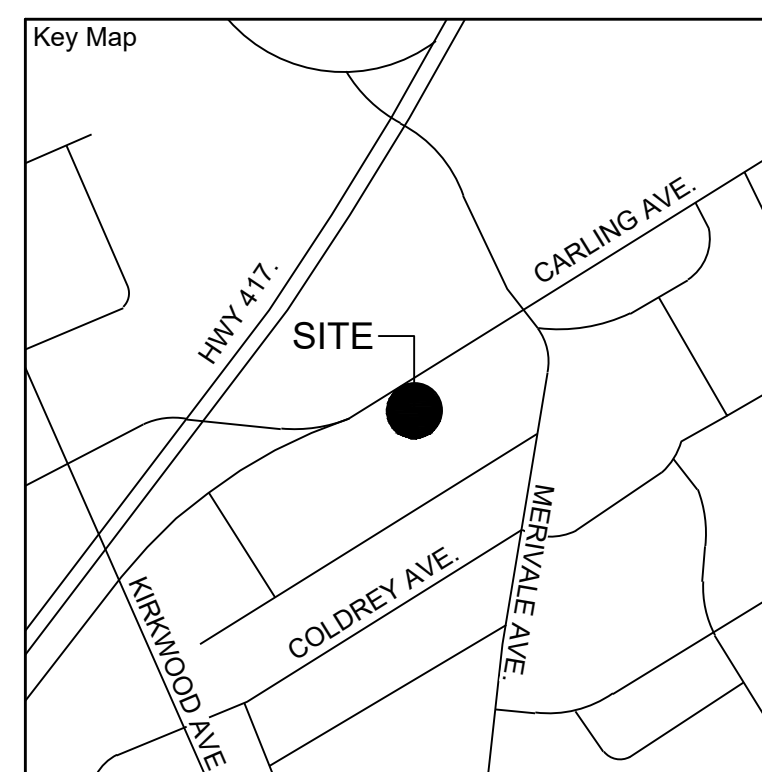 Key Map
CARLING AVE.
HWY 417.
SITE
MERIVALE AVE.
COLDREY AVE.
KIRKWOOD AVE